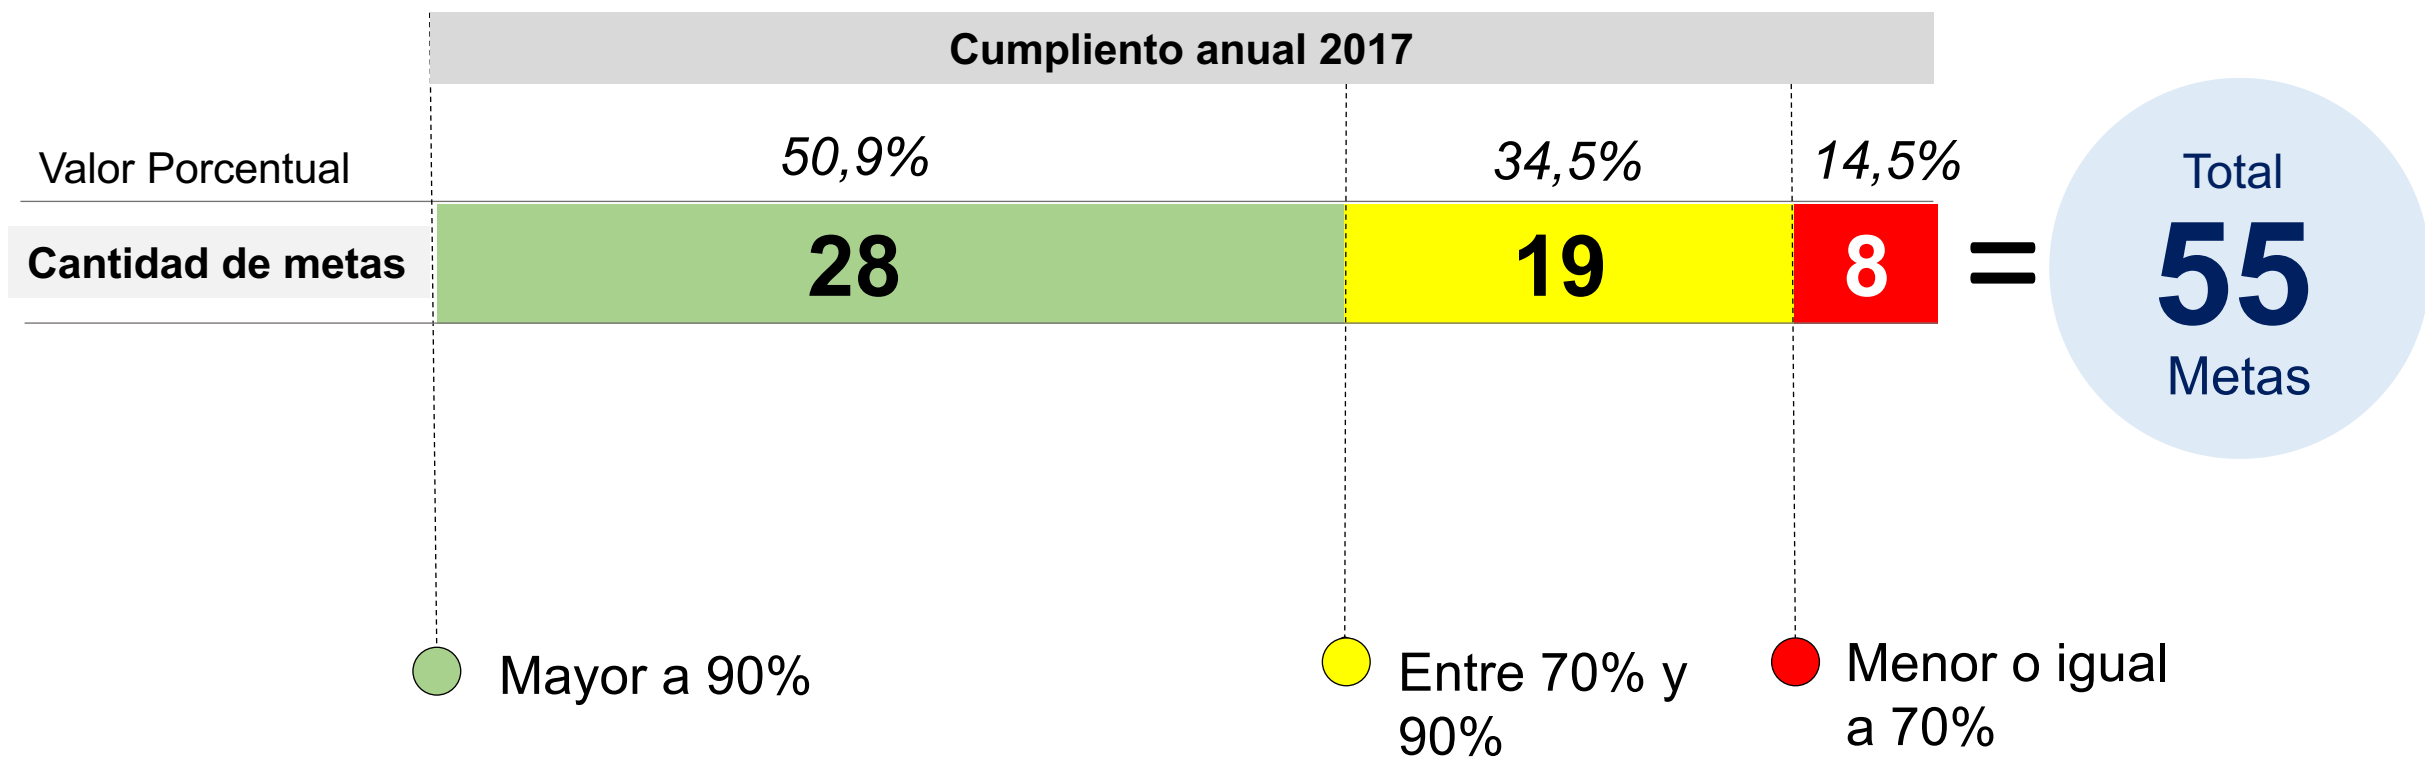 Cumpliento anual 2017
Valor Porcentual
50,9%
34,5%
14,5%
Cantidad de metas
28
19
8
=
Total
55
Metas
Mayor a 90%
Entre 70% y
90%
Menor o igual
a 70%